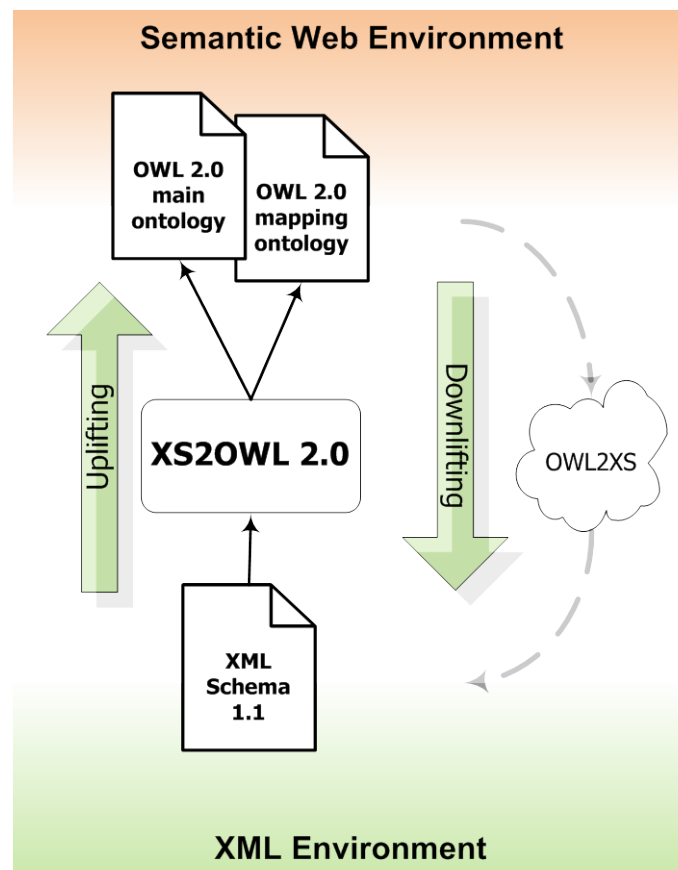 Semantic Web Environment
OWL 2.0
main
ontology
OWL 2.0
mapping
ontology
Uplifting
Downlifting
XS2OWL 2.0
OWL2XS
XML
Schema
1.1
XML Environment